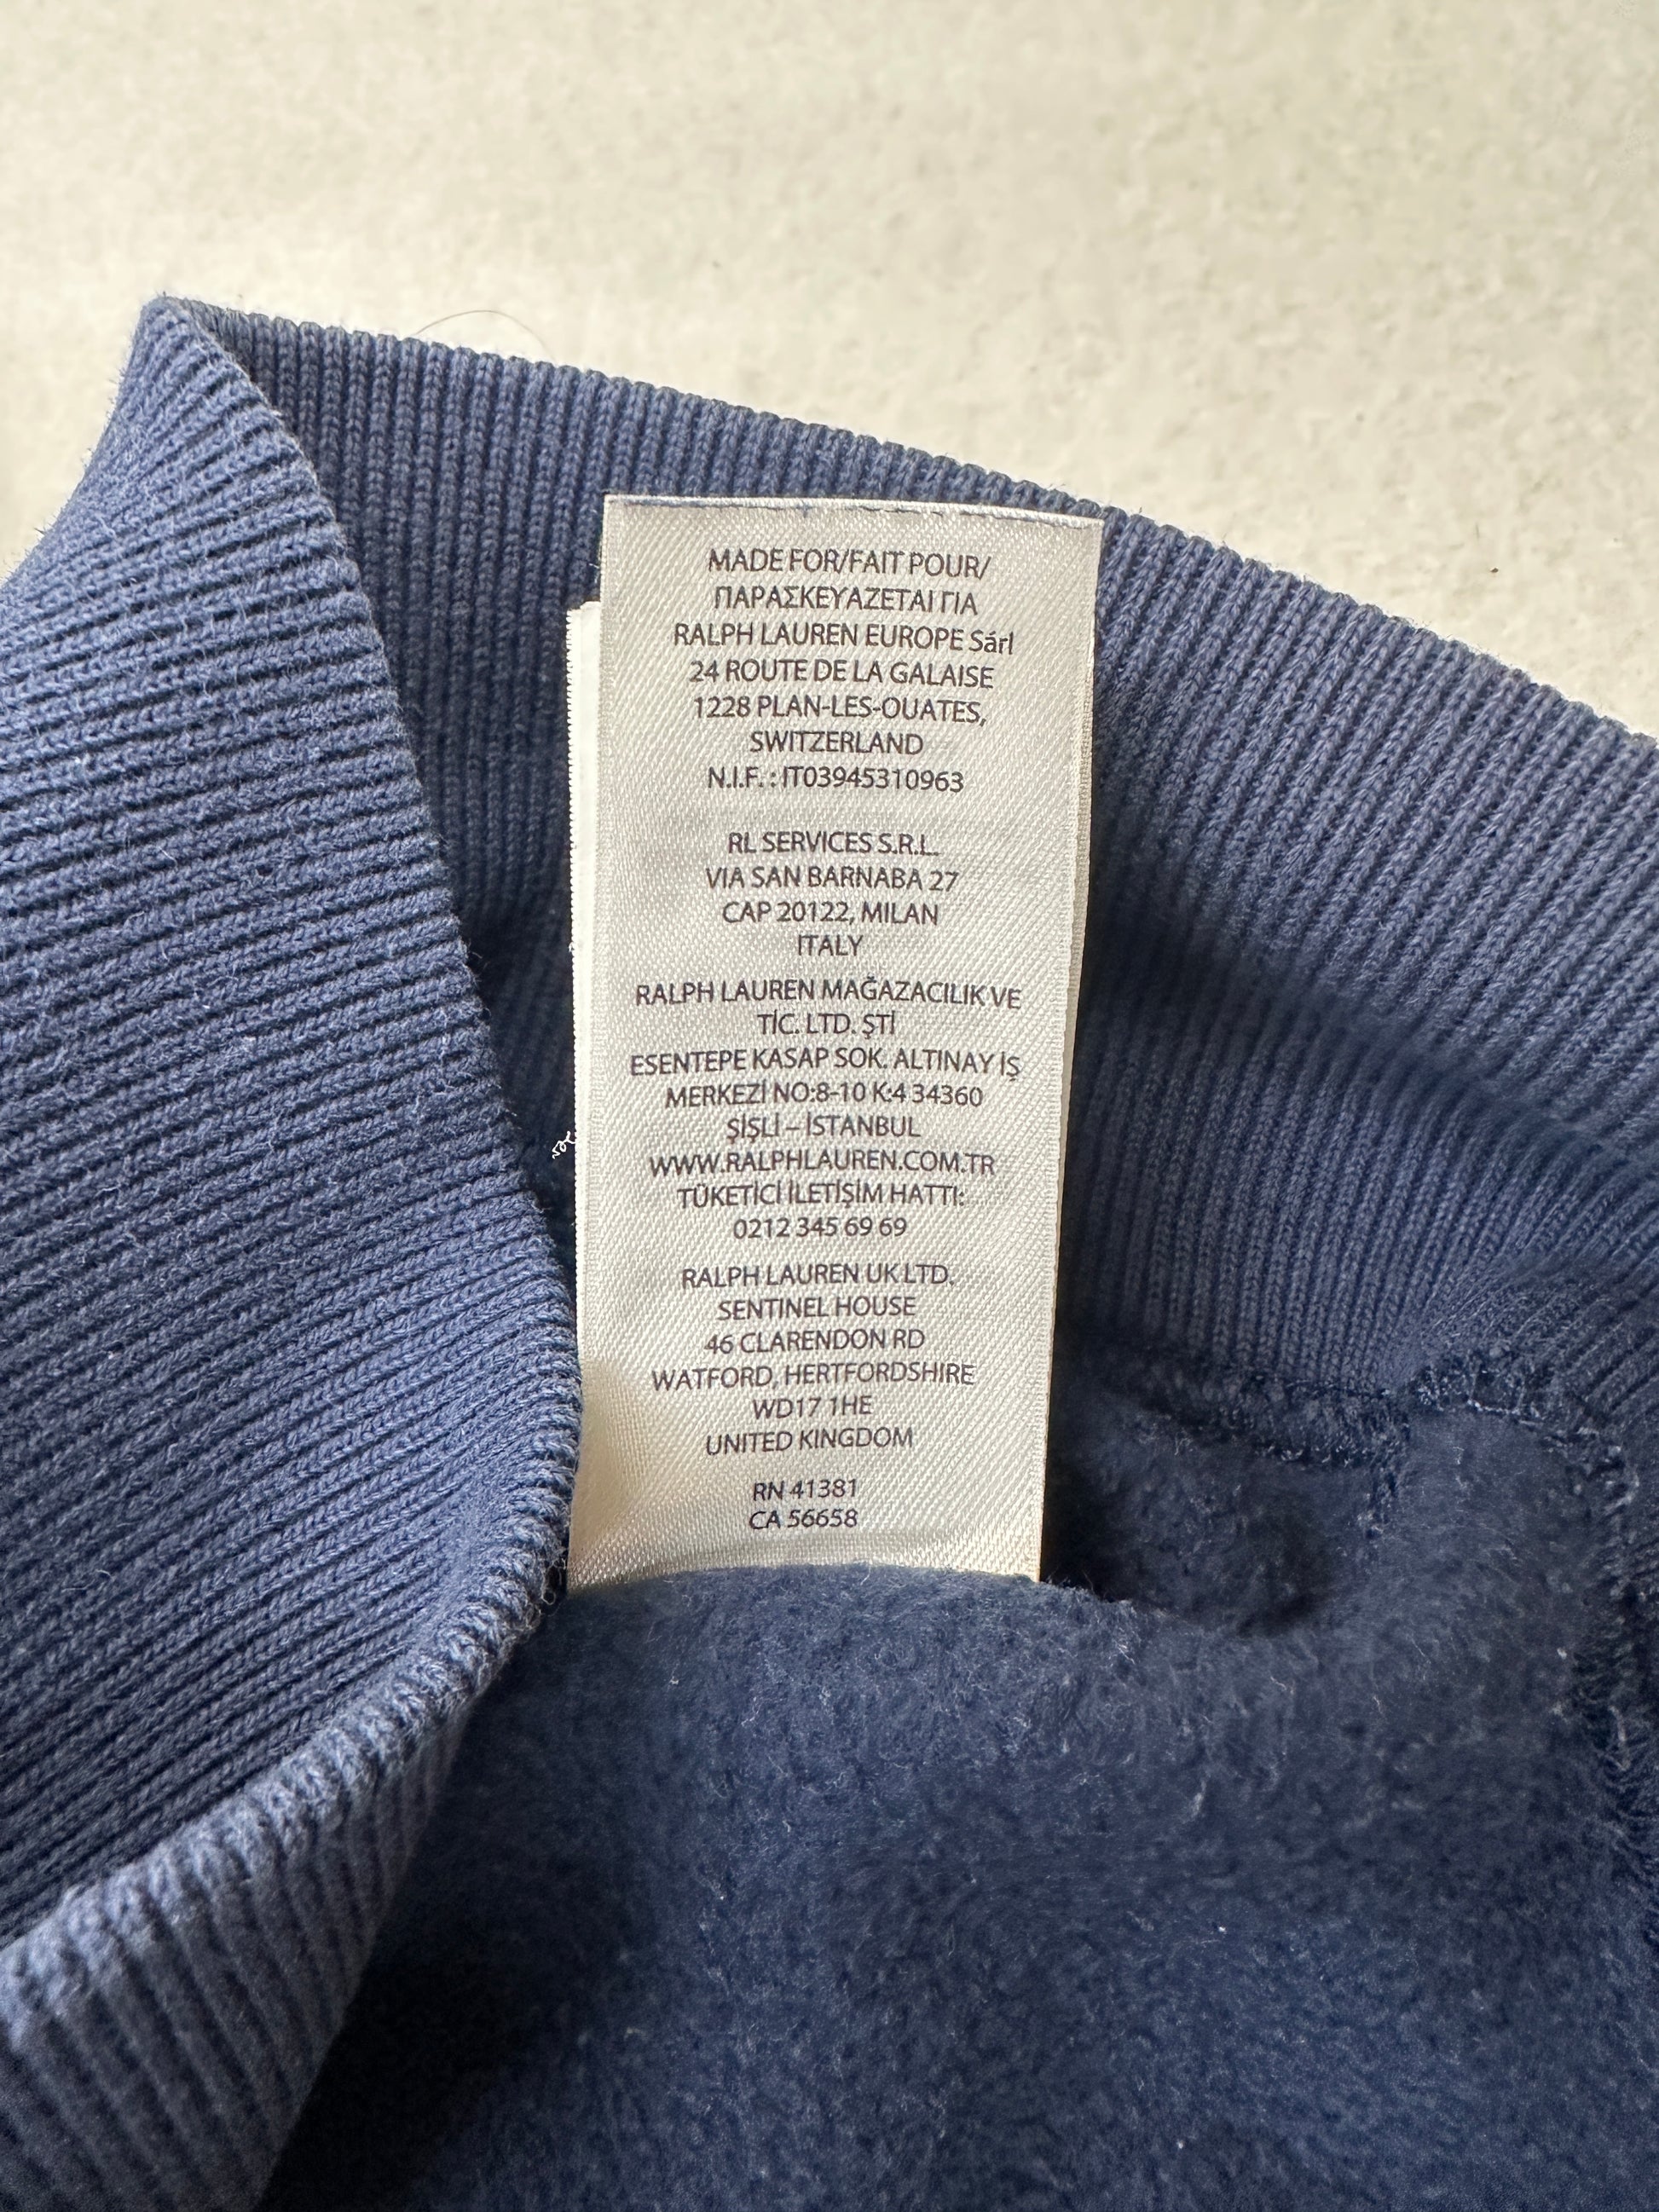 MADE FOR/FAIT POUR/
ΠΑΡΑΣΚΕΥΑΖΕΤΑΙ ΓΙΑ
RALPH LAUREN EUROPE Sárl
24 ROUTE DE LA GALAISE
1228 PLAN-LES-OUATES,
SWITZERLAND
N.I.F. : IT03945310963
RL SERVICES S.R.L.
VIA SAN BARNABA 27
CAP 20122, MILAN
ITALY
RALPH LAUREN MAĞAZACILIK VE
TİC. LTD. ŞTİ
ESENTEPE KASAP SOK. ALTINAY İŞ
MERKEZİ NO:8-10 K:4 34360
ŞİŞLİ – İSTANBUL
WWW.RALPHLAUREN.COM.TR
TÜKETİCİ İLETİŞİM HATTI:
0212 345 69 69
RALPH LAUREN UK LTD.
SENTINEL HOUSE
46 CLARENDON RD
WATFORD, HERTFORDSHIRE
WD17 1HE
UNITED KINGDOM
RN 41381
CA 56658